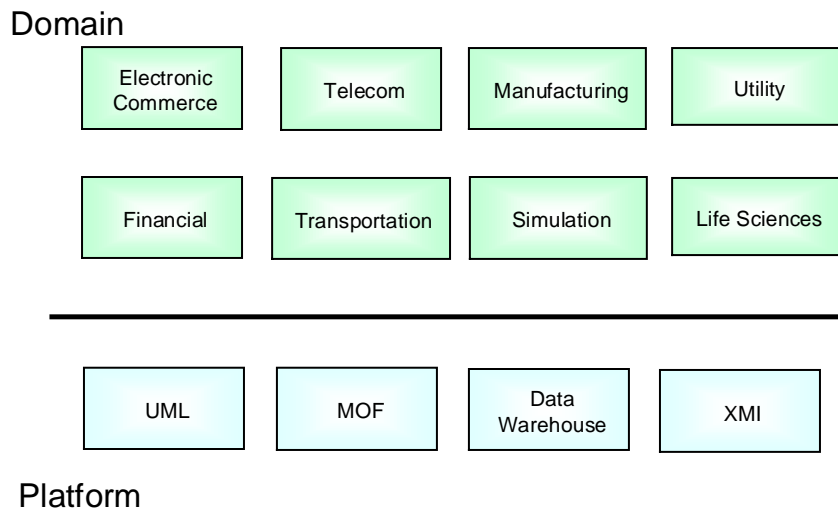 Domain
Electronic
Commerce
Telecom
Manufacturing
Utility
Financial
Transportation
Simulation
Life Sciences
UML
MOF
Data
Warehouse
XMI
Platform